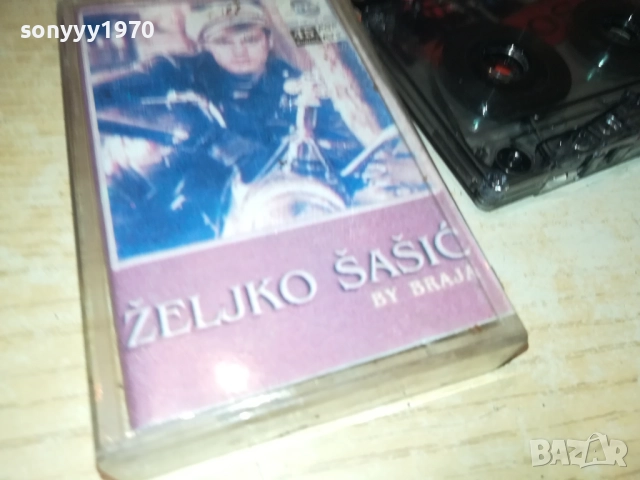 sonyyy1970
ŽELJKO ŠAŠIĆ
BY BRAJA
BAZAR